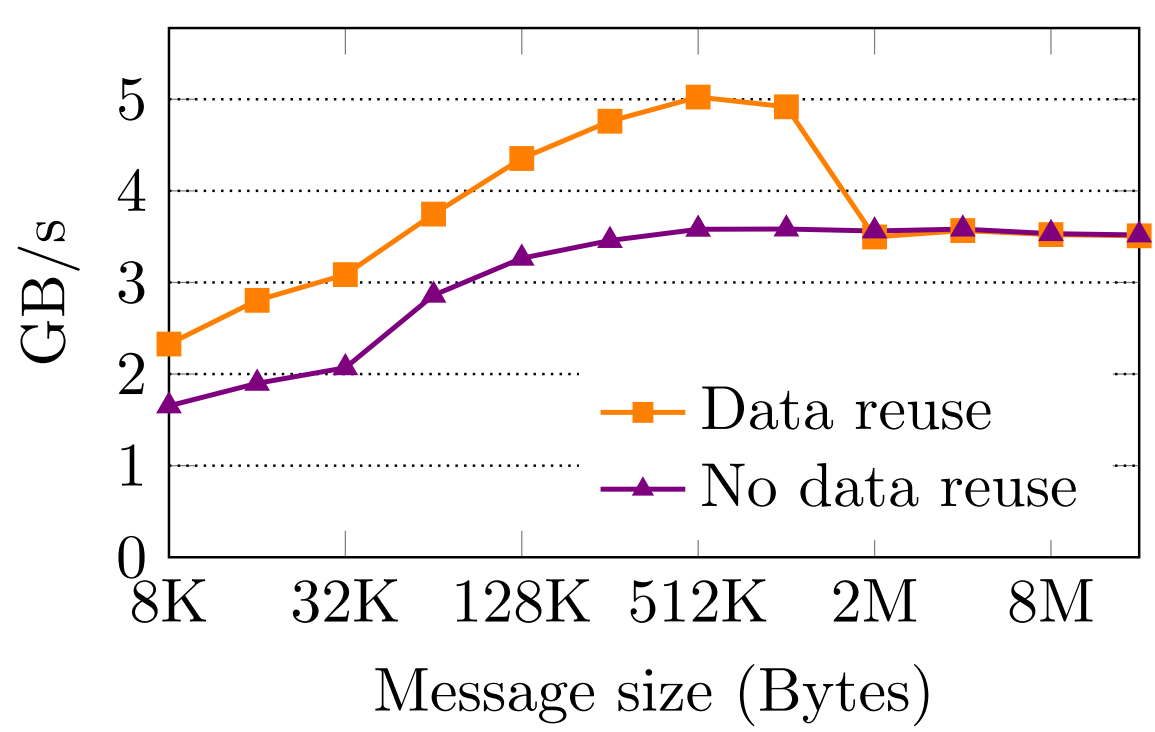 GB/s
5
4
3
2
1
0
8K 32K 128K 512K 2M 8M
Message size (Bytes)
Data reuse
No data reuse